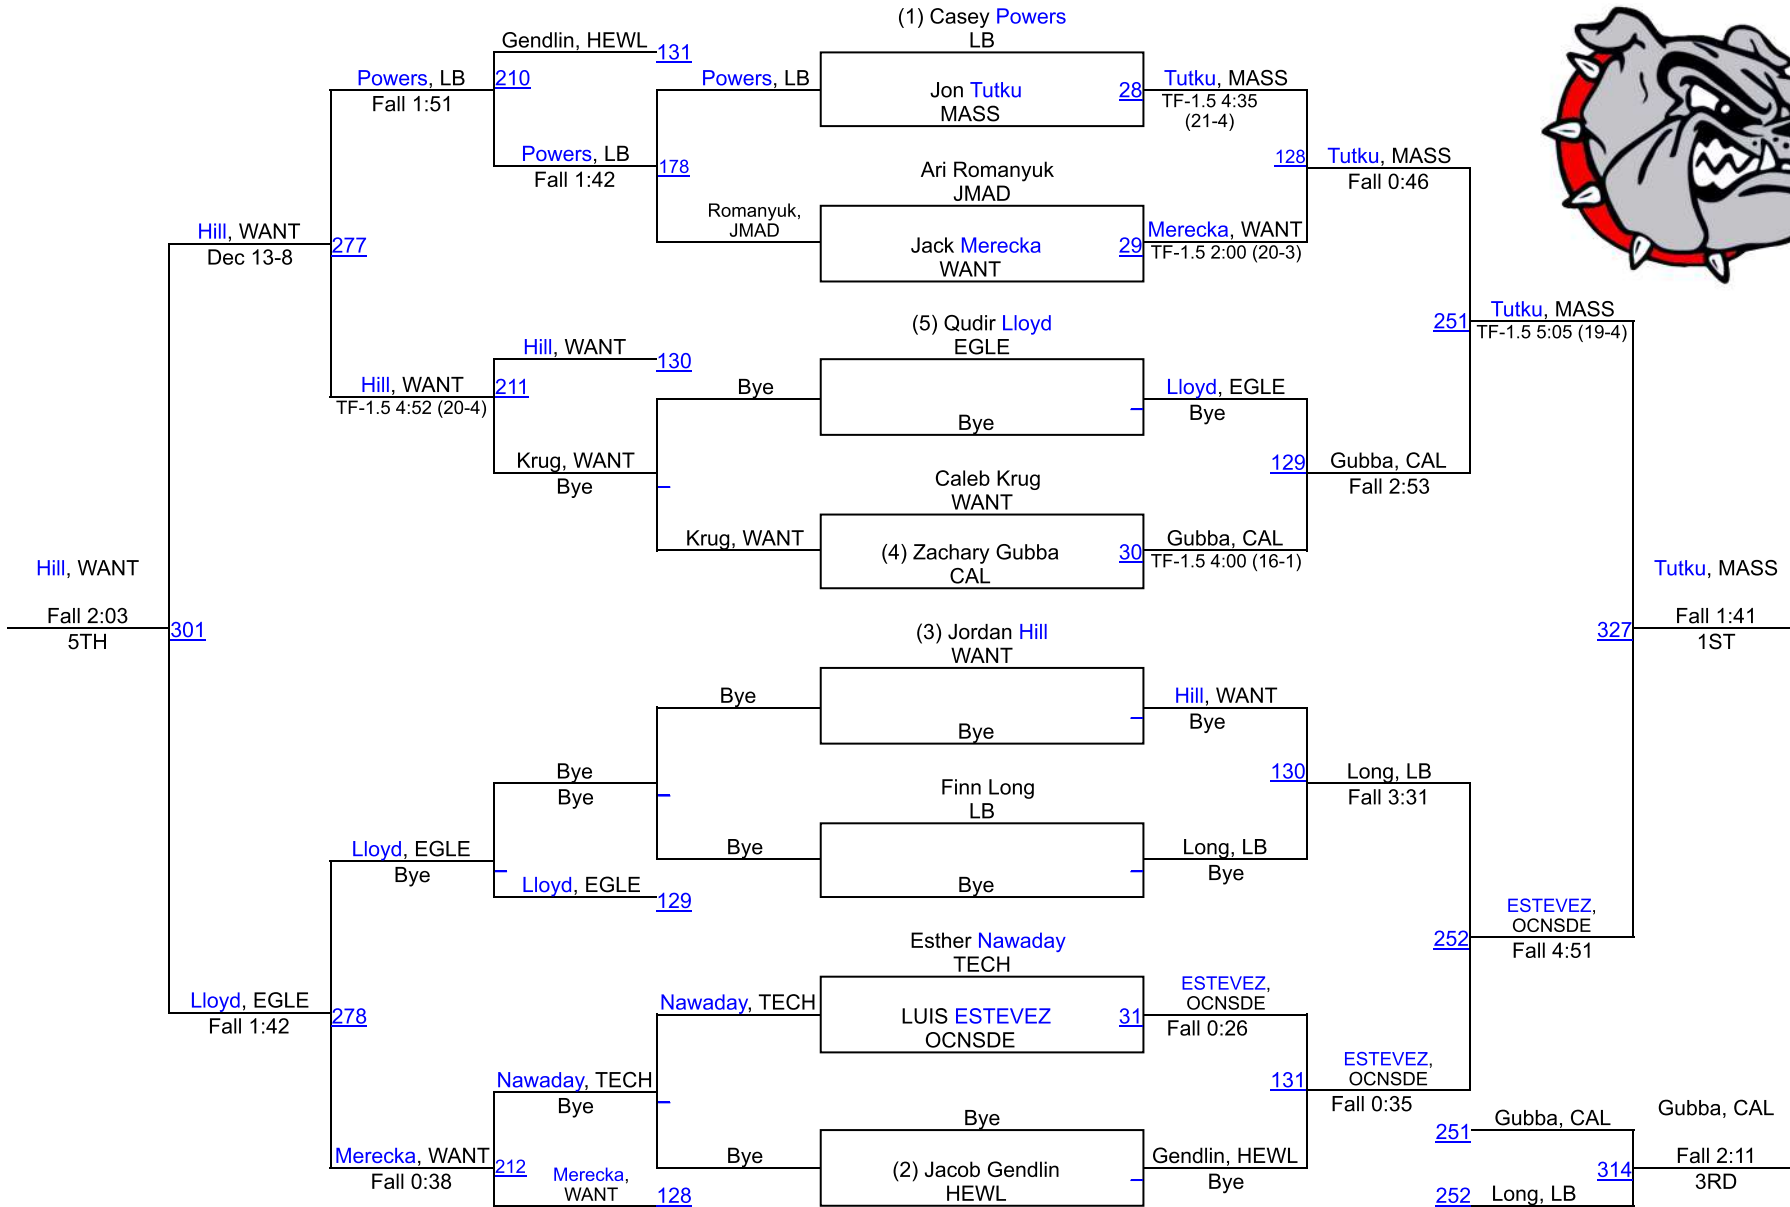 (1) Casey Powers
LB
Gendlin, HEWL
131
Powers, LB
210
Fall 1:51
Powers, LB
Jon Tutku
28
MASS
Tutku, MASS
TF-1.5 4:35
(21-4)
Powers, LB
178
Fall 1:42
Ari Romanyuk
JMAD
128
Tutku, MASS
Fall 0:46
Romanyuk,
JMAD
Jack Merecka
29
WANT
Merecka, WANT
TF-1.5 2:00 (20-3)
Hill, WANT
277
Dec 13-8
(5) Qudir Lloyd
EGLE
251
Tutku, MASS
TF-1.5 5:05 (19-4)
Hill, WANT
130
Hill, WANT
211
TF-1.5 4:52 (20-4)
Bye
Bye
Lloyd, EGLE
Bye
Krug, WANT
Bye
Caleb Krug
WANT
129
Gubba, CAL
Fall 2:53
Krug, WANT
(4) Zachary Gubba
30
CAL
Gubba, CAL
TF-1.5 4:00 (16-1)
Hill, WANT
Fall 2:03
301
5TH
Tutku, MASS
Fall 1:41
327
1ST
(3) Jordan Hill
WANT
Bye
Bye
Hill, WANT
Bye
Bye
Bye
Finn Long
LB
130
Long, LB
Fall 3:31
Bye
Bye
Long, LB
Bye
Lloyd, EGLE
Bye
Lloyd, EGLE
129
ESTEVEZ,
OCNSDE
252
Fall 4:51
Esther Nawaday
TECH
Nawaday, TECH
LUIS ESTEVEZ
31
OCNSDE
ESTEVEZ,
OCNSDE
Fall 0:26
Lloyd, EGLE
278
Fall 1:42
Nawaday, TECH
Bye
131
ESTEVEZ,
OCNSDE
Fall 0:35
Bye
Bye
(2) Jacob Gendlin
HEWL
Gendlin, HEWL
Bye
Merecka, WANT
212
Fall 0:38
Merecka,
WANT
128
251
Gubba, CAL
Gubba, CAL
Fall 2:11
314
3RD
252
Long, LB